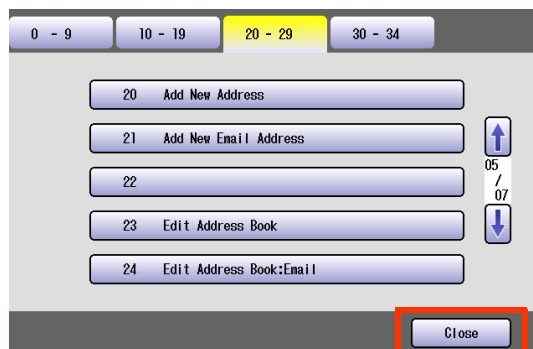 0 - 9 10 - 19 20 - 29 30 - 34
20 Add New Address
21 Add New Email Address
05
22
/
07
23 Edit Address Book
24 Edit Address Book:Email
Close